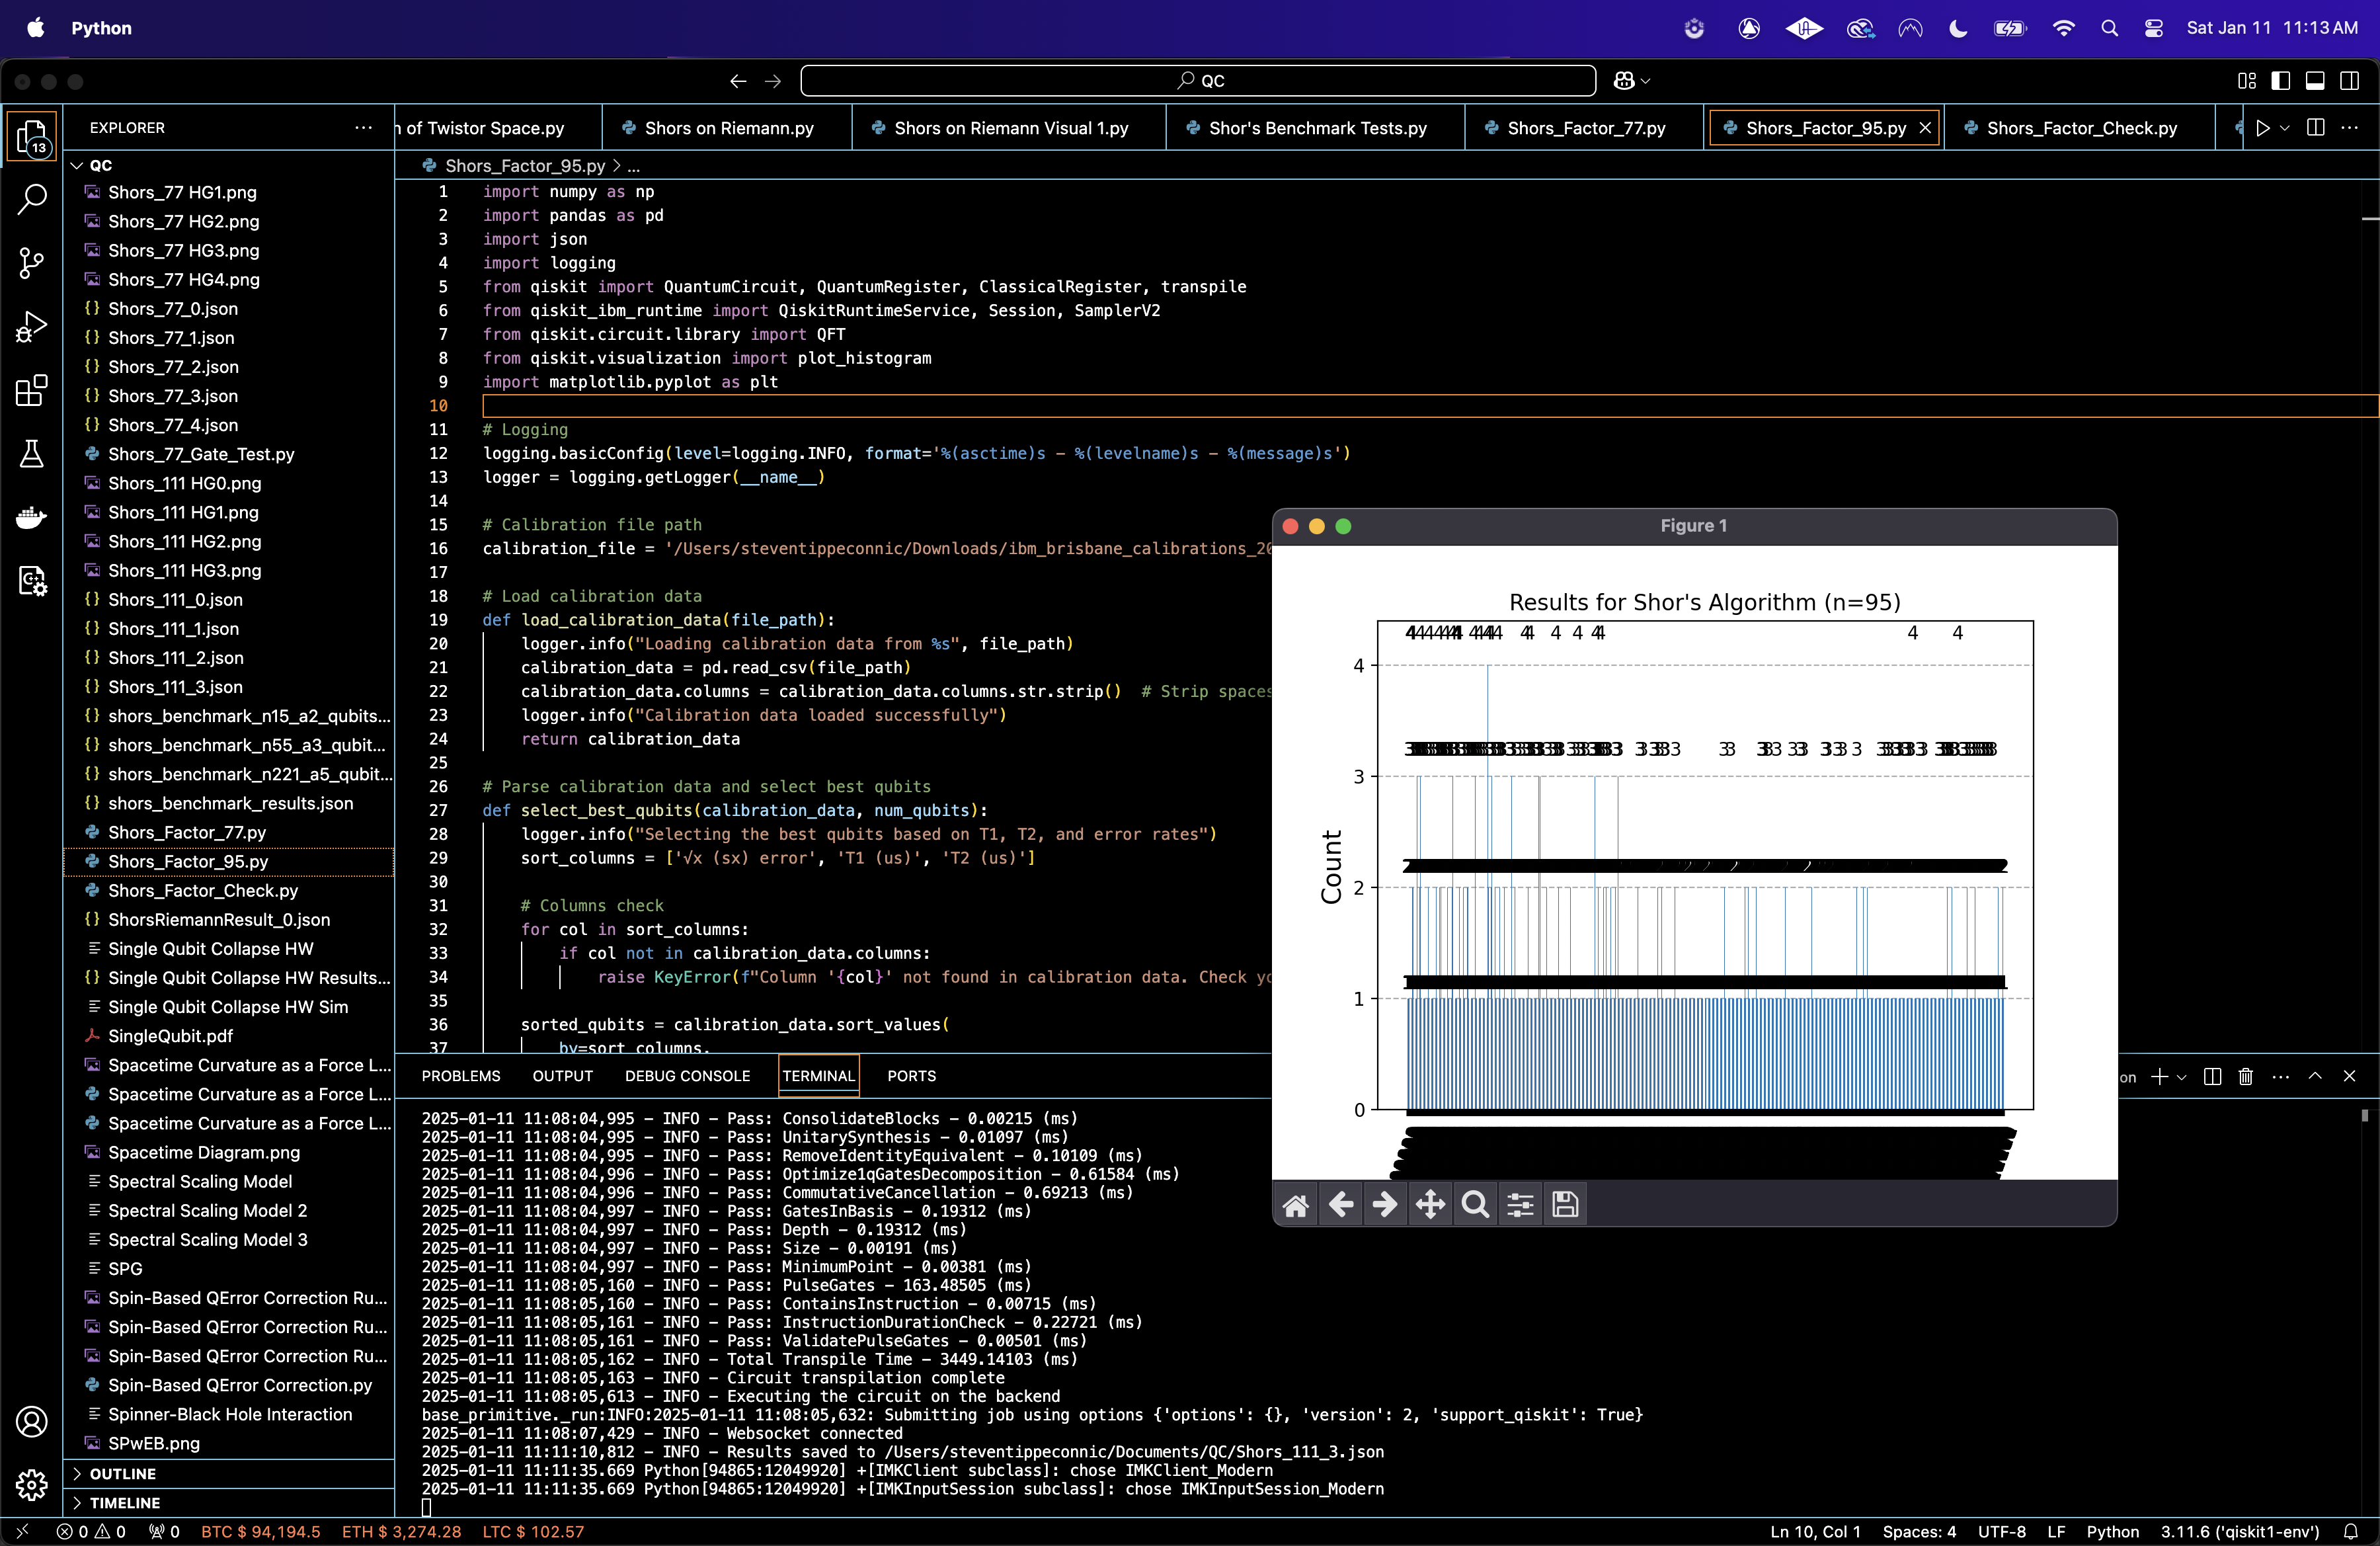 Python
Sat Jan 11 11:13 AM
QC
EXPLORER
13
QC
Shors_77 HG1.png
Shors_77 HG2.png
Shors_77 HG3.png
Shors_77 HG4.png
Shors_77_0.json
Shors_77_1.json
Shors_77_2.json
Shors_77_3.json
Shors_77_4.json
Shors_77_Gate_Test.py
Shors_111 HG0.png
Shors_111 HG1.png
Shors_111 HG2.png
Shors_111 HG3.png
Shors_111_0.json
Shors_111_1.json
Shors_111_2.json
Shors_111_3.json
shors_benchmark_n15_a2_qubits...
shors_benchmark_n55_a3_qubit...
shors_benchmark_n221_a5_qubit...
shors_benchmark_results.json
Shors_Factor_77.py
Shors_Factor_95.py
Shors_Factor_Check.py
ShorsRiemannResult_0.json
Single Qubit Collapse HW
Single Qubit Collapse HW Results...
Single Qubit Collapse HW Sim
SingleQubit.pdf
Spacetime Curvature as a Force L...
Spacetime Curvature as a Force L...
Spacetime Curvature as a Force L...
Spacetime Diagram.png
Spectral Scaling Model
Spectral Scaling Model 2
Spectral Scaling Model 3
SPG
Spin-Based QError Correction Ru...
Spin-Based QError Correction Ru...
Spin-Based QError Correction Ru...
Spin-Based QError Correction.py
Spinner-Black Hole Interaction
SPwEB.png
OUTLINE
TIMELINE
of Twistor Space.py
Shors on Riemann.py
Shors on Riemann Visual 1.py
Shor's Benchmark Tests.py
Shors_Factor_77.py
Shors_Factor_95.py
Shors_Factor_Check.py
Shors_Factor_95.py > ...
1 import numpy as np
2 import pandas as pd
3 import json
4 import logging
5 from qiskit import QuantumCircuit, QuantumRegister, ClassicalRegister, transpile
6 from qiskit_ibm_runtime import QiskitRuntimeService, Session, SamplerV2
7 from qiskit.circuit.library import QFT
8 from qiskit.visualization import plot_histogram
9 import matplotlib.pyplot as plt
10
11 # Logging
12 logging.basicConfig(level=logging.INFO, format='%(asctime)s - %(levelname)s - %(message)s')
13 logger = logging.getLogger(__name__)
14
15 # Calibration file path
16 calibration_file = '/Users/steventippeconnic/Downloads/ibm_brisbane_calibrations_20
17
18 # Load calibration data
19 def load_calibration_data(file_path):
20 logger.info("Loading calibration data from %s", file_path)
21 calibration_data = pd.read_csv(file_path)
22 calibration_data.columns = calibration_data.columns.str.strip() # Strip spaces
23 logger.info("Calibration data loaded successfully")
24 return calibration_data
25
26 # Parse calibration data and select best qubits
27 def select_best_qubits(calibration_data, num_qubits):
28 logger.info("Selecting the best qubits based on T1, T2, and error rates")
29 sort_columns = ['√x (sx) error', 'T1 (us)', 'T2 (us)']
30
31 # Columns check
32 for col in sort_columns:
33 if col not in calibration_data.columns:
34 raise KeyError(f"Column '{col}' not found in calibration data. Check yo
35
36 sorted_qubits = calibration_data.sort_values(
37 by=sort_columns,
Figure 1
Results for Shor's Algorithm (n=95)
Count
4
3
2
1
0
PROBLEMS OUTPUT DEBUG CONSOLE TERMINAL PORTS
2025-01-11 11:08:04,995 - INFO - Pass: ConsolidateBlocks - 0.00215 (ms)
2025-01-11 11:08:04,995 - INFO - Pass: UnitarySynthesis - 0.01097 (ms)
2025-01-11 11:08:04,995 - INFO - Pass: RemoveIdentityEquivalent - 0.10109 (ms)
2025-01-11 11:08:04,996 - INFO - Pass: Optimize1qGatesDecomposition - 0.61584 (ms)
2025-01-11 11:08:04,996 - INFO - Pass: CommutativeCancellation - 0.69213 (ms)
2025-01-11 11:08:04,997 - INFO - Pass: GatesInBasis - 0.19312 (ms)
2025-01-11 11:08:04,997 - INFO - Pass: Depth - 0.19312 (ms)
2025-01-11 11:08:04,997 - INFO - Pass: Size - 0.00191 (ms)
2025-01-11 11:08:04,997 - INFO - Pass: MinimumPoint - 0.00381 (ms)
2025-01-11 11:08:05,160 - INFO - Pass: PulseGates - 163.48505 (ms)
2025-01-11 11:08:05,160 - INFO - Pass: ContainsInstruction - 0.00715 (ms)
2025-01-11 11:08:05,161 - INFO - Pass: InstructionDurationCheck - 0.22721 (ms)
2025-01-11 11:08:05,161 - INFO - Pass: ValidatePulseGates - 0.00501 (ms)
2025-01-11 11:08:05,162 - INFO - Total Transpile Time - 3449.14103 (ms)
2025-01-11 11:08:05,163 - INFO - Circuit transpilation complete
2025-01-11 11:08:05,613 - INFO - Executing the circuit on the backend
base_primitive._run:INFO:2025-01-11 11:08:05,632: Submitting job using options {'options': {}, 'version': 2, 'support_qiskit': True}
2025-01-11 11:08:07,429 - INFO - Websocket connected
2025-01-11 11:11:10,812 - INFO - Results saved to /Users/steventippeconnic/Documents/QC/Shors_111_3.json
2025-01-11 11:11:35.669 Python[94865:12049920] +[IMKClient subclass]: chose IMKClient_Modern
2025-01-11 11:11:35.669 Python[94865:12049920] +[IMKInputSession subclass]: chose IMKInputSession_Modern
0 0 0 BTC $ 94,194.5 ETH $ 3,274.28 LTC $ 102.57
Ln 10, Col 1 Spaces: 4 UTF-8 LF Python 3.11.6 ('qiskit1-env')